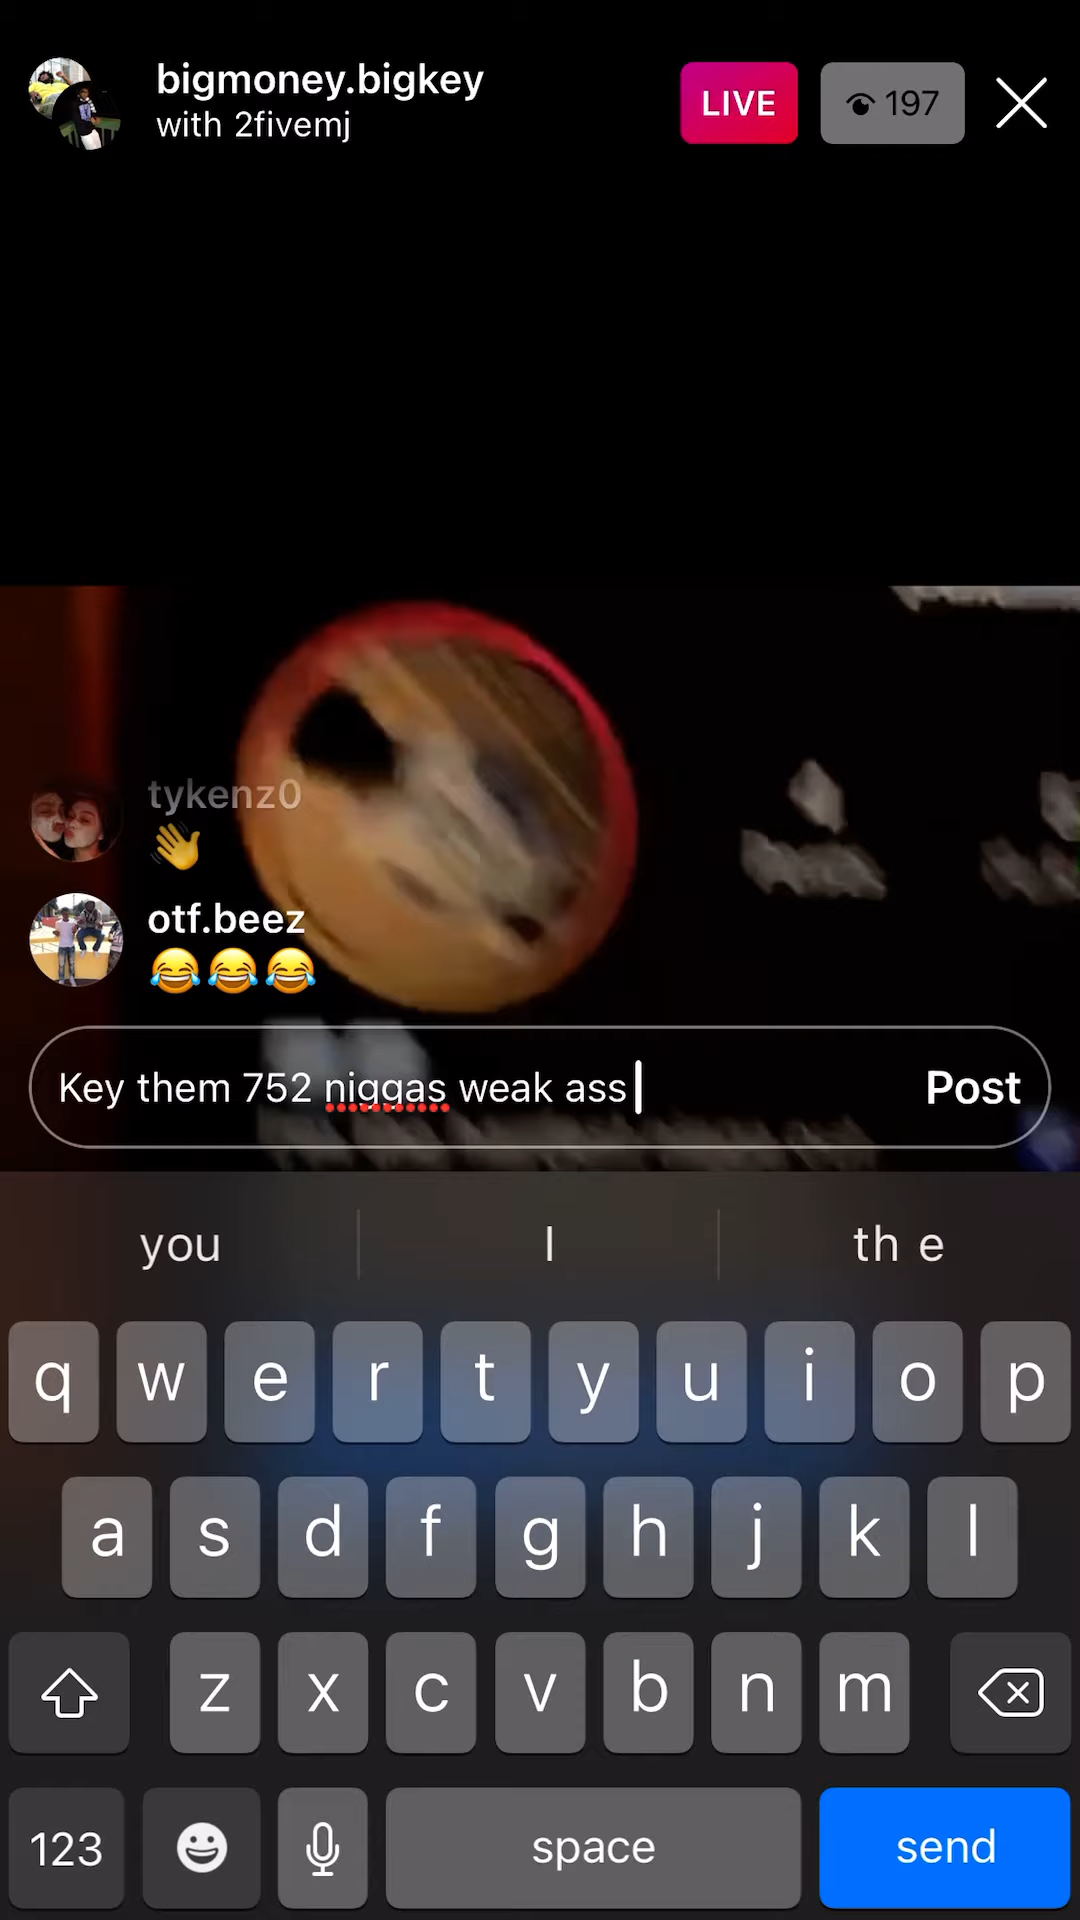 bigmoney.bigkey
with 2fivemj
LIVE
197
tykenz0
👋
otf.beez
😂😂😂
Key them 752 niggas weak ass
Post
you
I
th e
q w e r t y u i o p
a s d f g h j k l
z x c v b n m
123
space
send